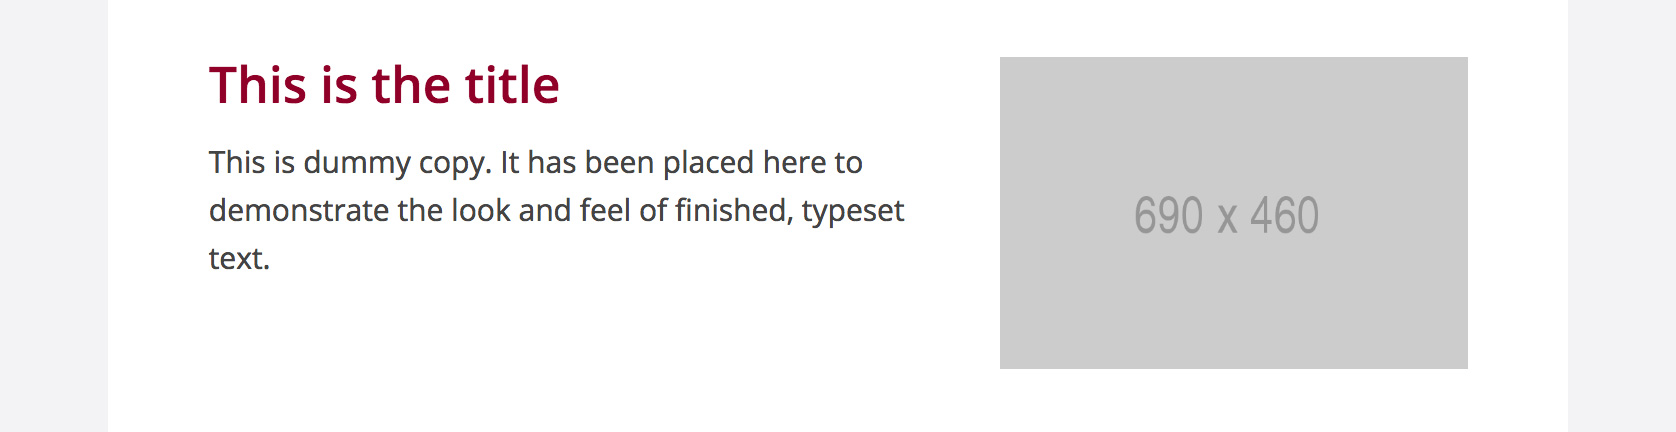 This is the title
This is dummy copy. It has been placed here to
demonstrate the look and feel of finished, typeset
text.
690 x 460